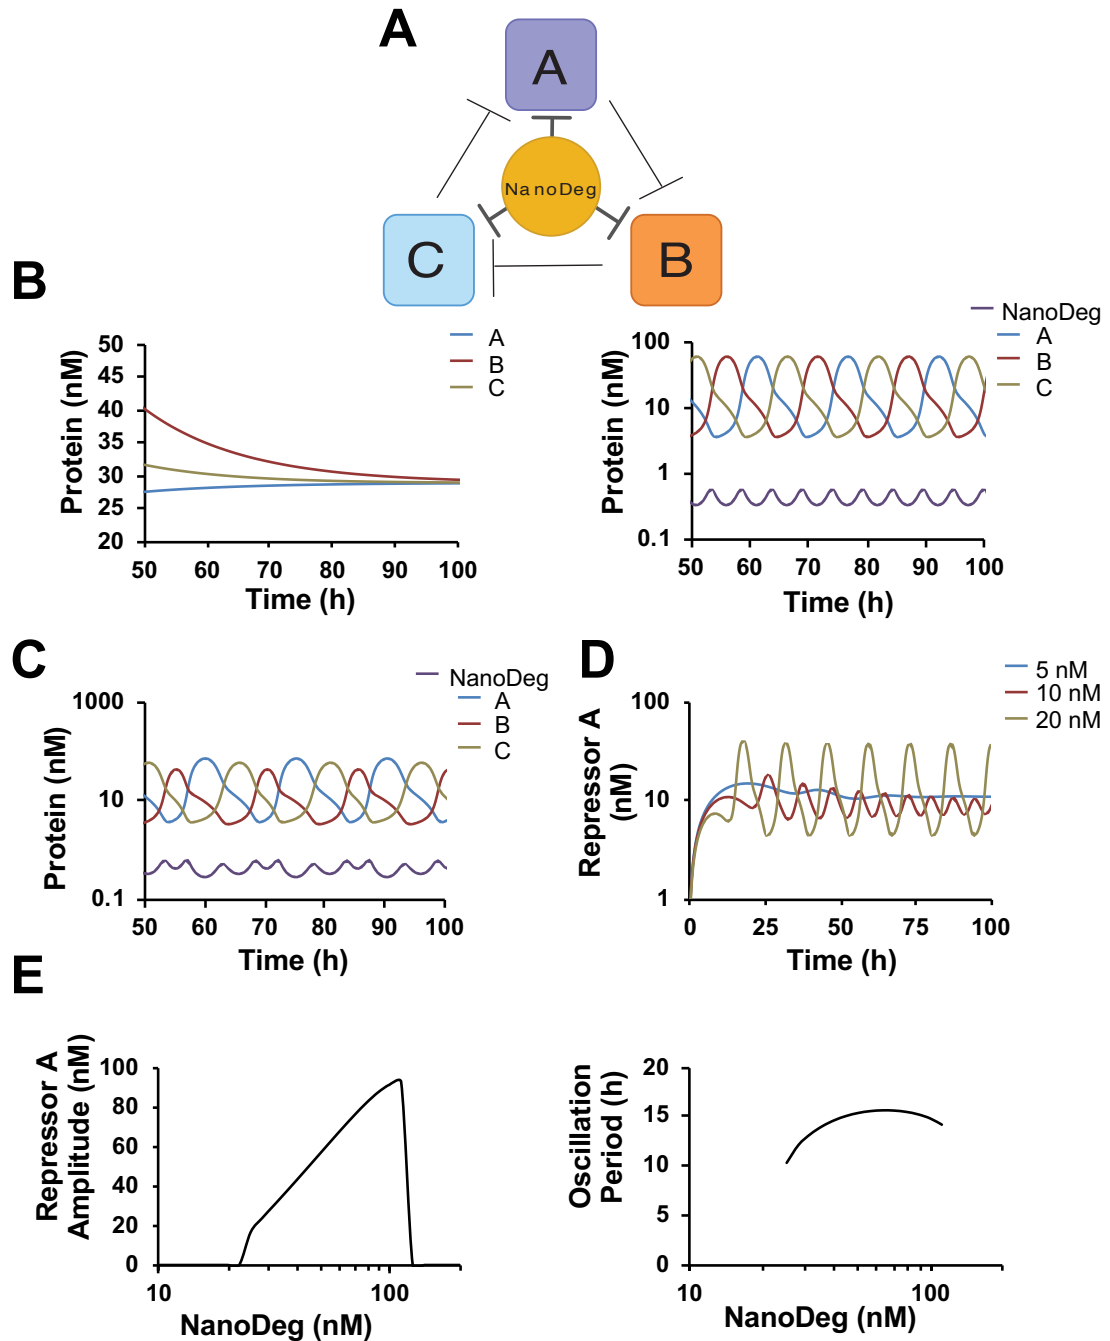 A
A
NanoDeg
C
B
B
NanoDeg
A
B
C
A
B
C
Protein (nM)
50
45
40
35
30
25
20
50 60 70 80 90 100
Time (h)
Protein (nM)
100
10
1
0.1
50 60 70 80 90 100
Time (h)
C
NanoDeg
A
B
C
Protein (nM)
1000
10
0.1
50 60 70 80 90 100
Time (h)
D
5 nM
10 nM
20 nM
Repressor A
(nM)
100
10
1
0 25 50 75 100
Time (h)
E
Repressor A
Amplitude (nM)
100
80
60
40
20
0
10 100
NanoDeg (nM)
Oscillation
Period (h)
20
15
10
5
0
10 100
NanoDeg (nM)